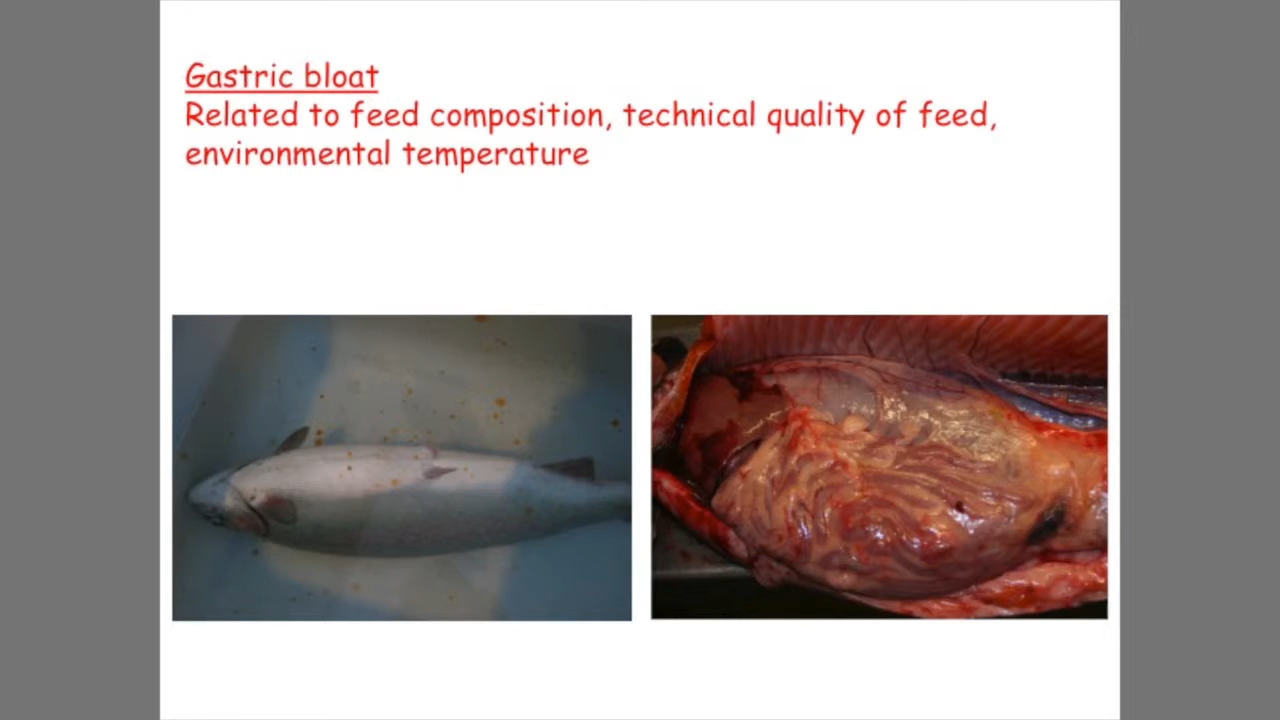 Gastric bloat
Related to feed composition, technical quality of feed,
environmental temperature